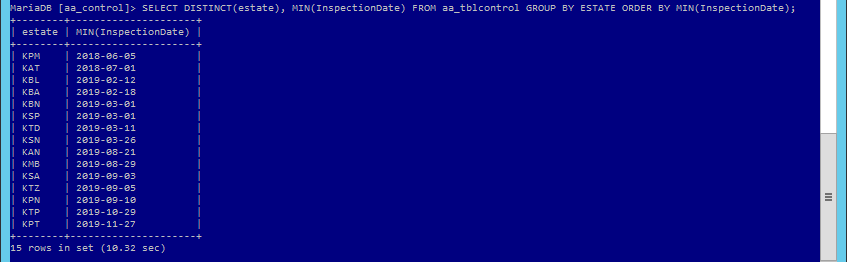 MariaDB [aa_control]> SELECT DISTINCT(estate), MIN(InspectionDate) FROM aa_tblcontrol GROUP BY ESTATE ORDER BY MIN(InspectionDate);
+--------+---------------------+
| estate | MIN(InspectionDate) |
+--------+---------------------+
| KPM    | 2018-06-05          |
| KAT    | 2018-07-01          |
| KBL    | 2019-02-12          |
| KBA    | 2019-02-18          |
| KBN    | 2019-03-01          |
| KSP    | 2019-03-01          |
| KTD    | 2019-03-11          |
| KSN    | 2019-03-26          |
| KAN    | 2019-08-21          |
| KMB    | 2019-08-29          |
| KSA    | 2019-09-03          |
| KTZ    | 2019-09-05          |
| KPN    | 2019-09-10          |
| KTP    | 2019-10-29          |
| KPT    | 2019-11-27          |
+--------+---------------------+
15 rows in set (10.32 sec)